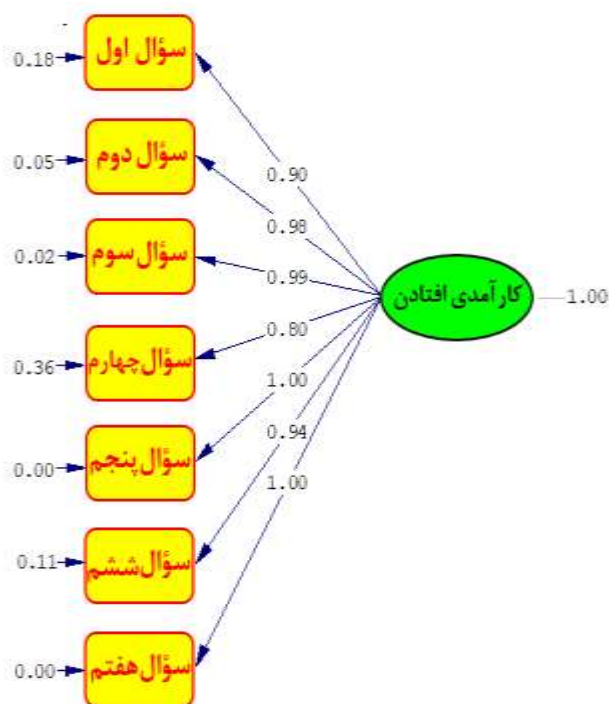 سؤال اول
0.18
سؤال دوم
0.05
سؤال سوم
0.02
سؤال چهارم
0.36
سؤال پنجم
0.00
سؤال ششم
0.11
سؤال هفتم
0.00
0.90
0.98
0.99
0.80
1.00
0.94
1.00
کارآمدی افتادن
1.00